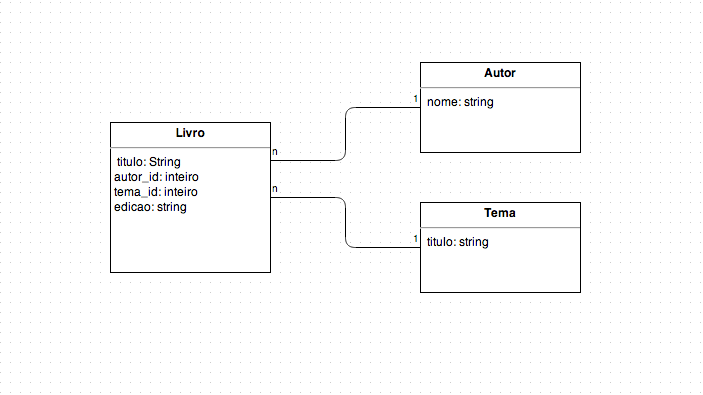 Livro
titulo: String
autor_id: inteiro
tema_id: inteiro
edicao: string
n
n
1
Autor
nome: string
1
Tema
titulo: string